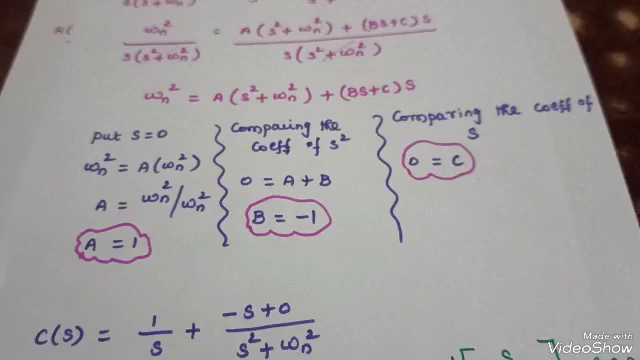 S(S
AC ωn²/S(S²+ωn²) = A(S²+ωn²) + (BS+C)S/S(S²+ωn²)
ωn² = A(S²+ωn²) + (BS+C)S
put S=0
ωn² = A(ωn²)
A = ωn²/ωn²
A = 1
Comparing the
coeff of S²
0 = A + B
B = -1
Comparing the coeff of
S
0 = C
C(S) = 1/S + -S+0/S²+ωn²
Made with
VideoShow